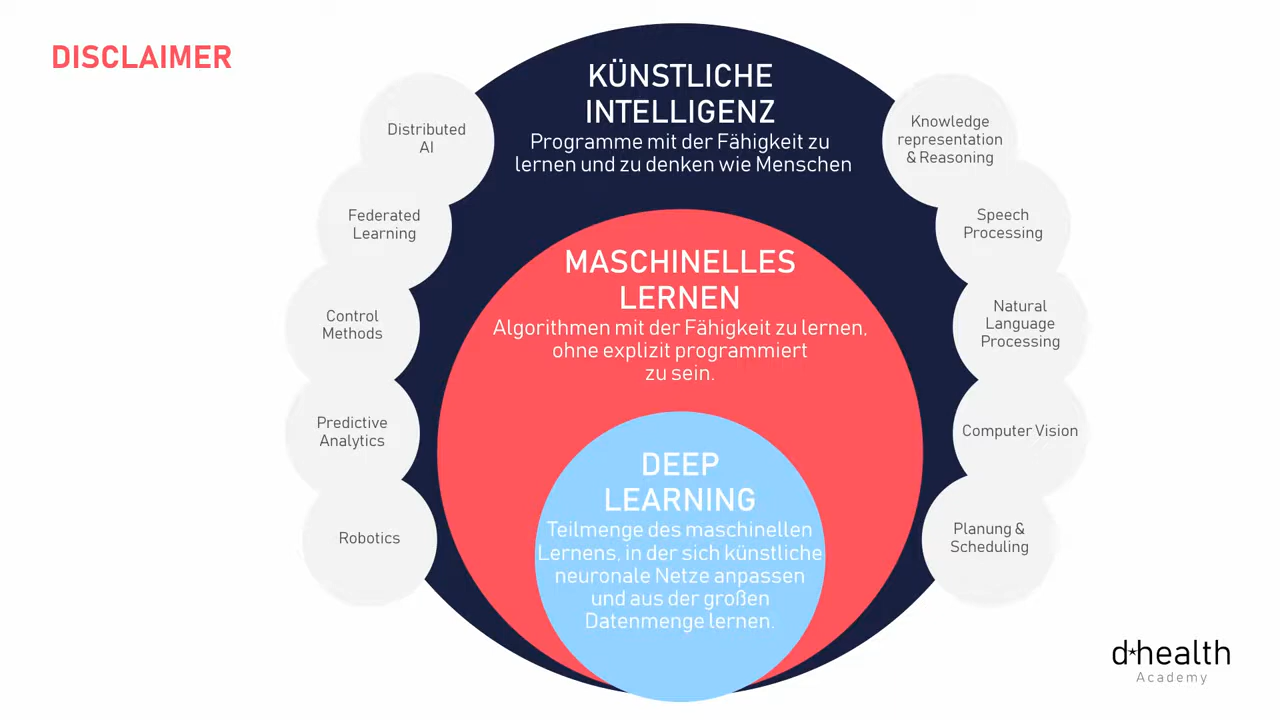 DISCLAIMER
KÜNSTLICHE
INTELLIGENZ
Programme mit der Fähigkeit zu
lernen und zu denken wie Menschen
MASCHINELLES
LERNEN
Algorithmen mit der Fähigkeit zu lernen,
ohne explizit programmiert
zu sein.
DEEP
LEARNING
Teilmenge des maschinellen
Lernens, in der sich künstliche
neuronale Netze anpassen
und aus der großen
Datenmenge lernen.
Distributed
AI
Federated
Learning
Control
Methods
Predictive
Analytics
Robotics
Knowledge
representation
& Reasoning
Speech
Processing
Natural
Language
Processing
Computer Vision
Planung &
Scheduling
d*health
Academy